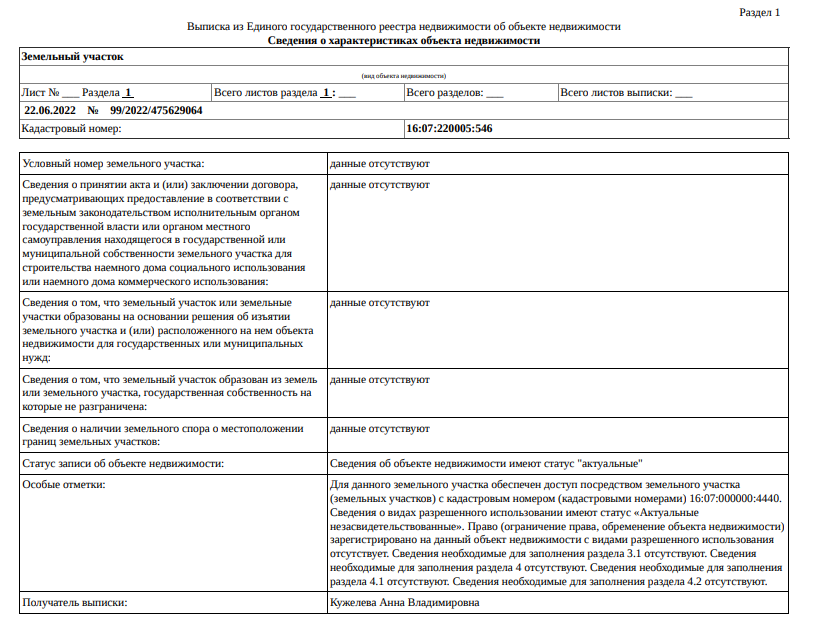 Раздел 1
Выписка из Единого государственного реестра недвижимости об объекте недвижимости
Сведения о характеристиках объекта недвижимости
Земельный участок
(вид объекта недвижимости)
Лист № ___ Раздела 1 Всего листов раздела 1 : ___ Всего разделов: ___ Всего листов выписки: ___
22.06.2022 № 99/2022/475629064
Кадастровый номер: 16:07:220005:546
Условный номер земельного участка: данные отсутствуют
Сведения о принятии акта и (или) заключении договора, данные отсутствуют
предусматривающих предоставление в соответствии с
земельным законодательством исполнительным органом
государственной власти или органом местного
самоуправления находящегося в государственной или
муниципальной собственности земельного участка для
строительства наемного дома социального использования
или наемного дома коммерческого использования:
Сведения о том, что земельный участок или земельные данные отсутствуют
участки образованы на основании решения об изъятии
земельного участка и (или) расположенного на нем объекта
недвижимости для государственных или муниципальных
нужд:
Сведения о том, что земельный участок образован из земель данные отсутствуют
или земельного участка, государственная собственность на
которые не разграничена:
Сведения о наличии земельного спора о местоположении данные отсутствуют
границ земельных участков:
Статус записи об объекте недвижимости: Сведения об объекте недвижимости имеют статус "актуальные"
Особые отметки: Для данного земельного участка обеспечен доступ посредством земельного участка
(земельных участков) с кадастровым номером (кадастровыми номерами) 16:07:000000:4440.
Сведения о видах разрешенного использовании имеют статус «Актуальные
незасвидетельствованные». Право (ограничение права, обременение объекта недвижимости)
зарегистрировано на данный объект недвижимости с видами разрешенного использования
отсутствует. Сведения необходимые для заполнения раздела 3.1 отсутствуют. Сведения
необходимые для заполнения раздела 4 отсутствуют. Сведения необходимые для заполнения
раздела 4.1 отсутствуют. Сведения необходимые для заполнения раздела 4.2 отсутствуют.
Получатель выписки: Кужелева Анна Владимировна